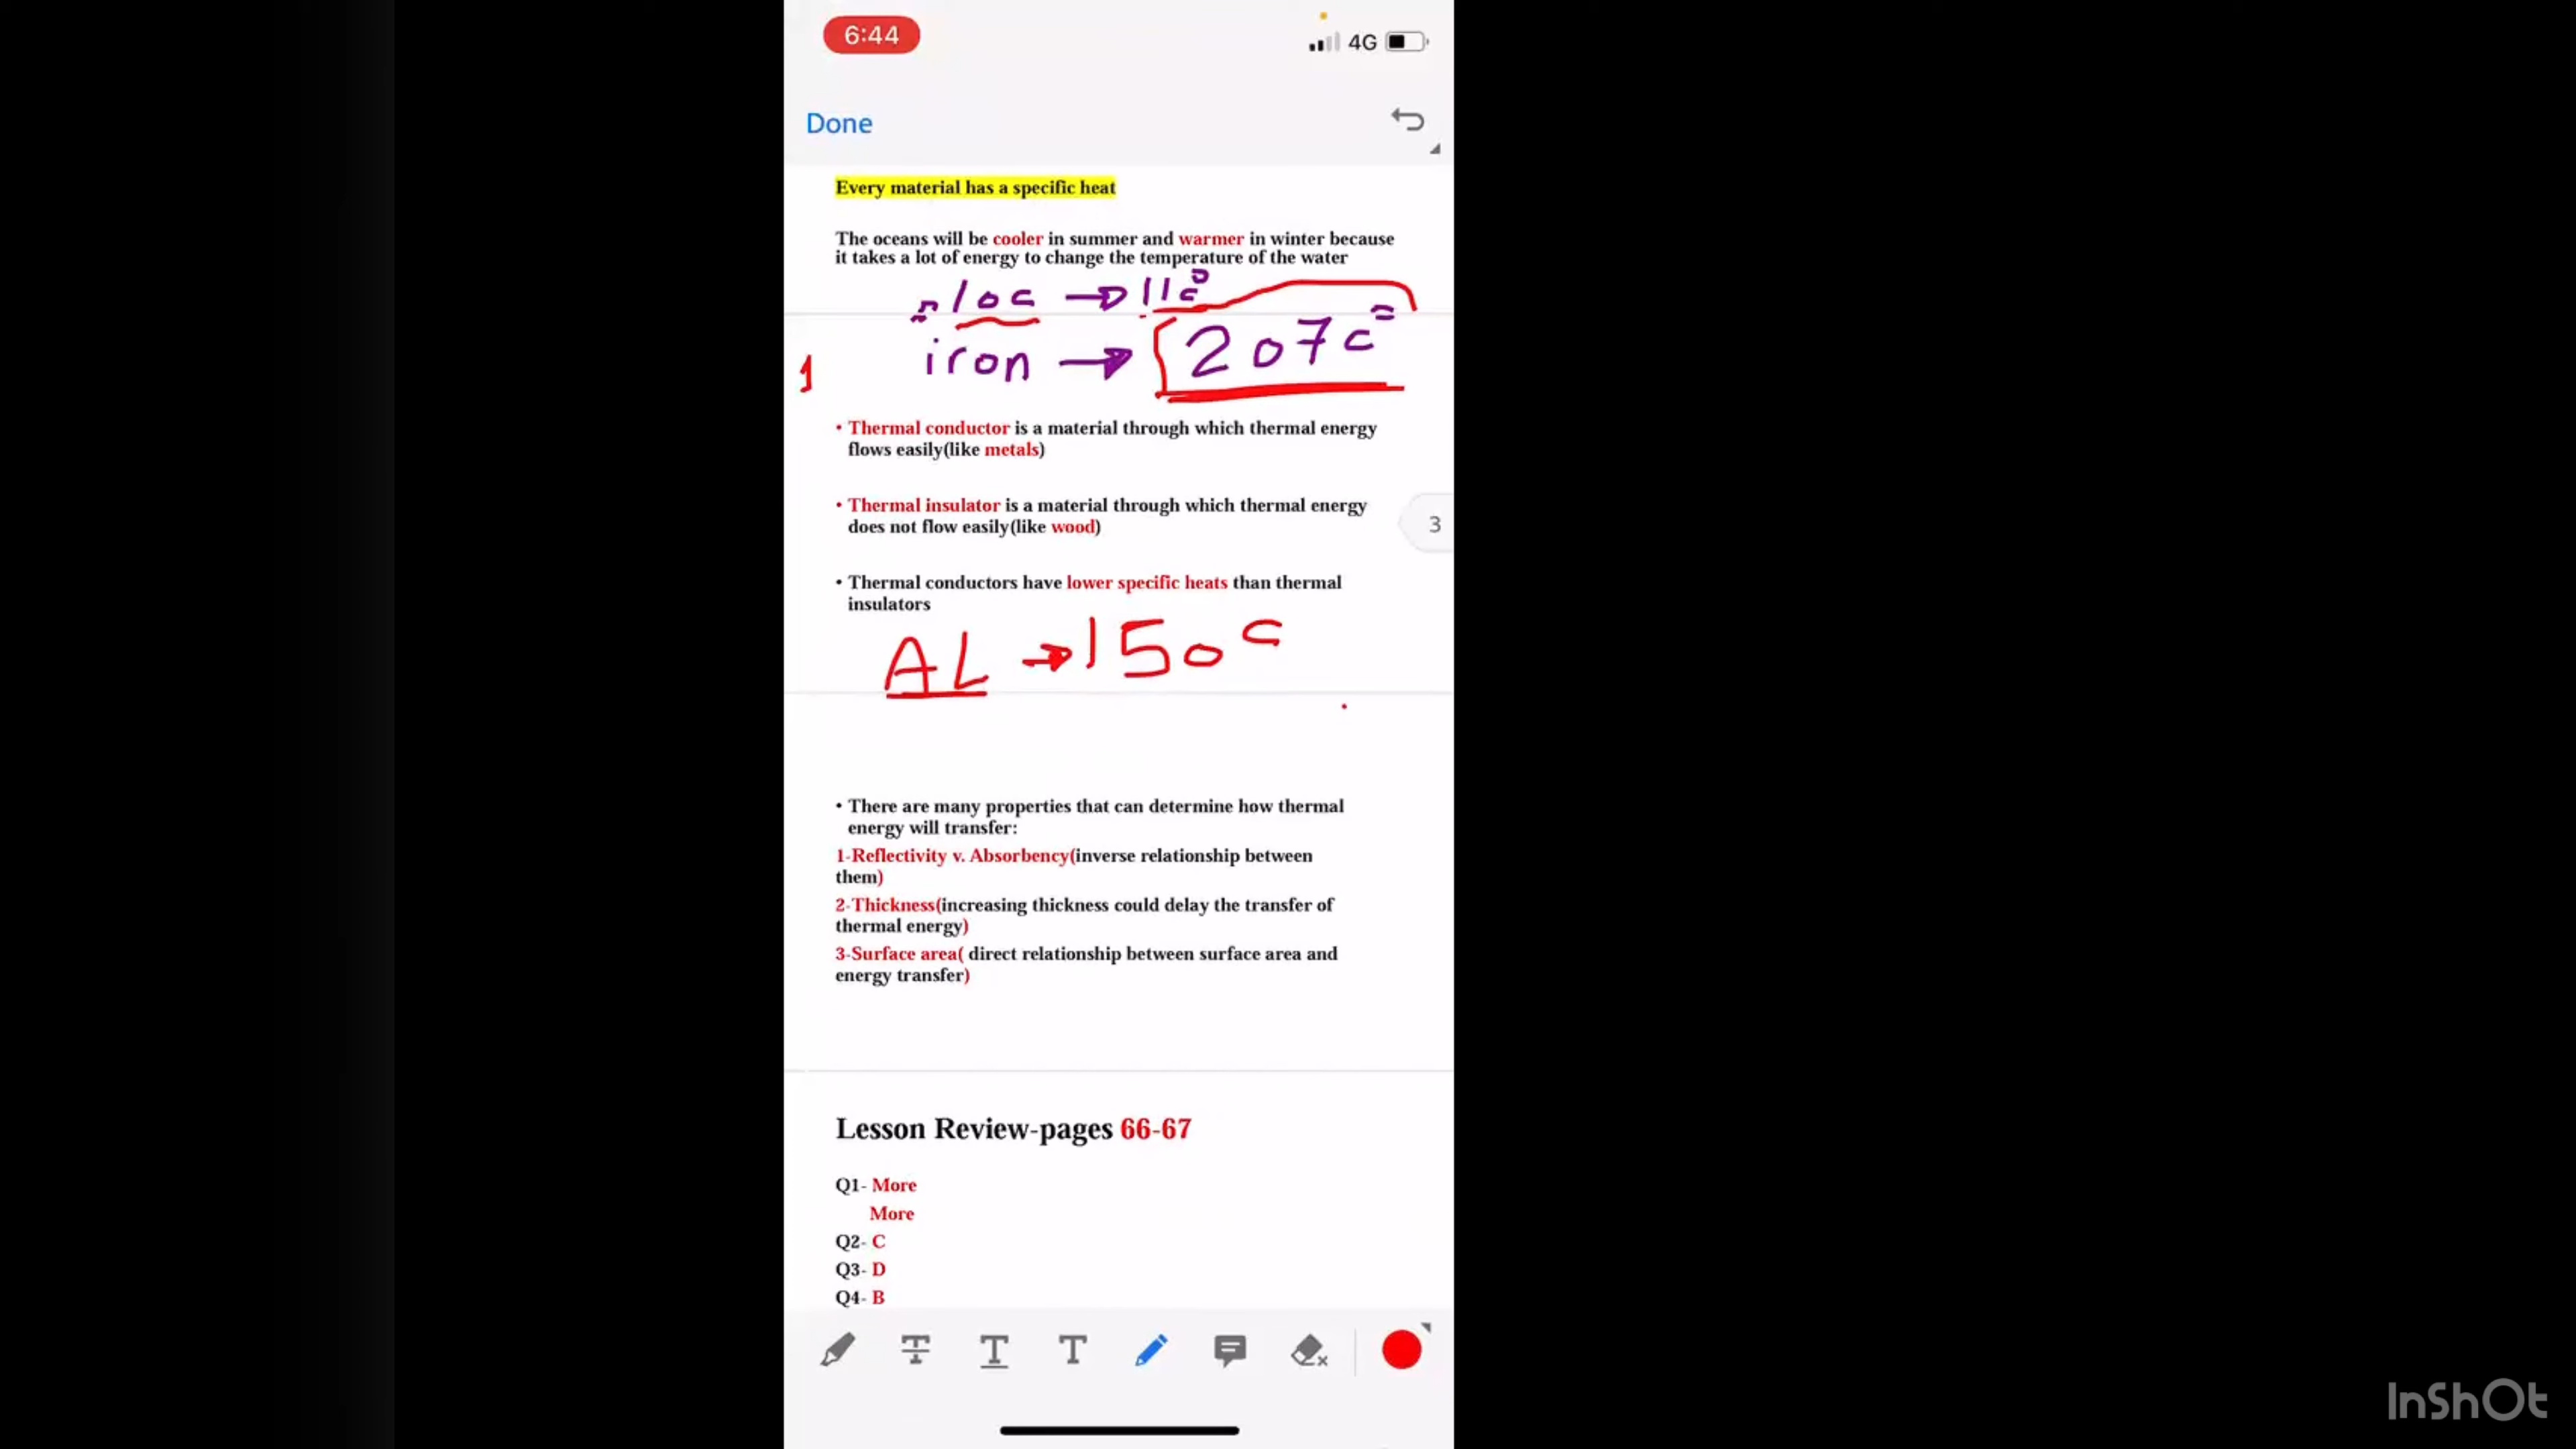 6:44
4G
Done
Every material has a specific heat
The oceans will be cooler in summer and warmer in winter because
it takes a lot of energy to change the temperature of the water
10c → 11c°
iron → 207c°
1
• Thermal conductor is a material through which thermal energy
flows easily(like metals)
• Thermal insulator is a material through which thermal energy
does not flow easily(like wood)
3
• Thermal conductors have lower specific heats than thermal
insulators
AL → 150 c
• There are many properties that can determine how thermal
energy will transfer:
1-Reflectivity v. Absorbency(inverse relationship between
them)
2-Thickness(increasing thickness could delay the transfer of
thermal energy)
3-Surface area( direct relationship between surface area and
energy transfer)
Lesson Review-pages 66-67
Q1- More
More
Q2- C
Q3- D
Q4- B
InShOt